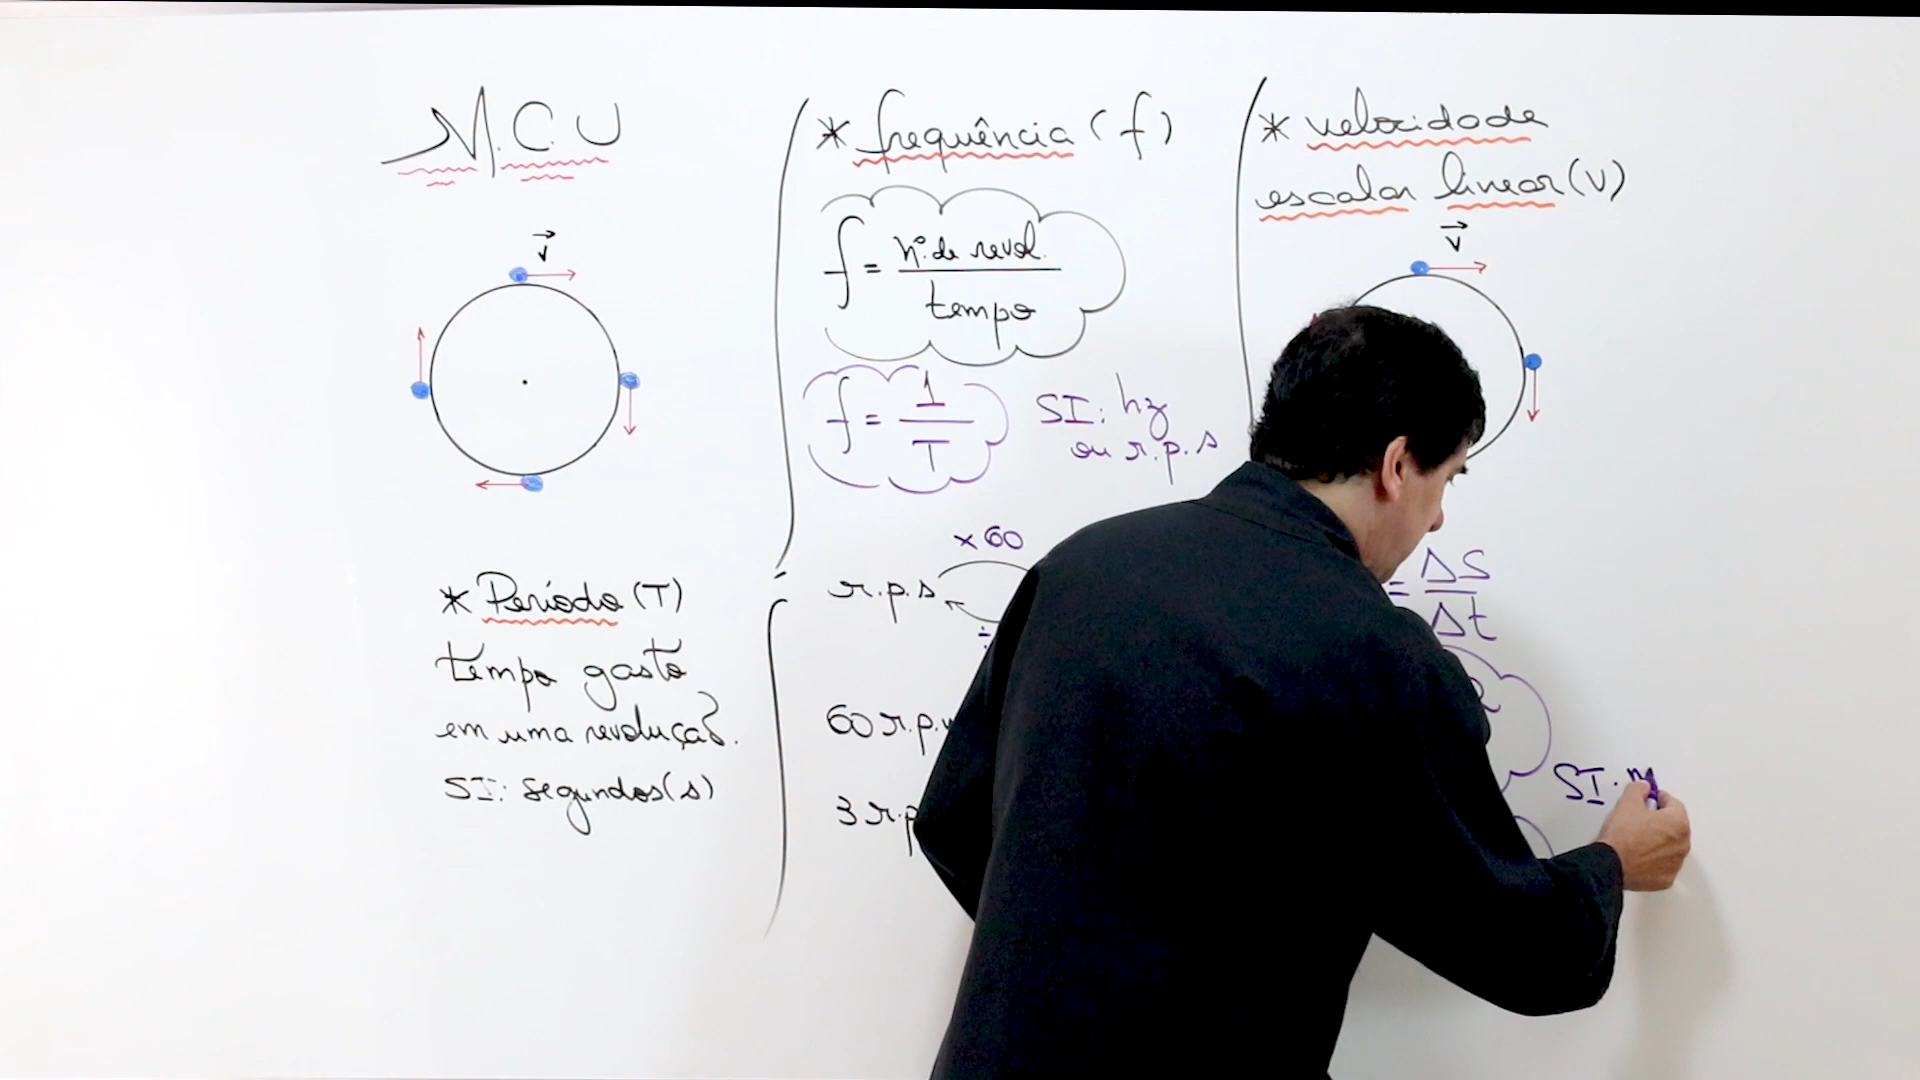 M.C.U
v
* Período (T)
tempo gasto
em uma revolução.
SI: segundos (s)
* frequência (f)
f = nº. de revol.
tempo
f = 1
T
SI: hz
ou r.p.s
x 60
r.p.s
÷
60 r.p.
3 r.p
* velocidade
escalar linear (V)
v
= ΔS
Δt
SI: m